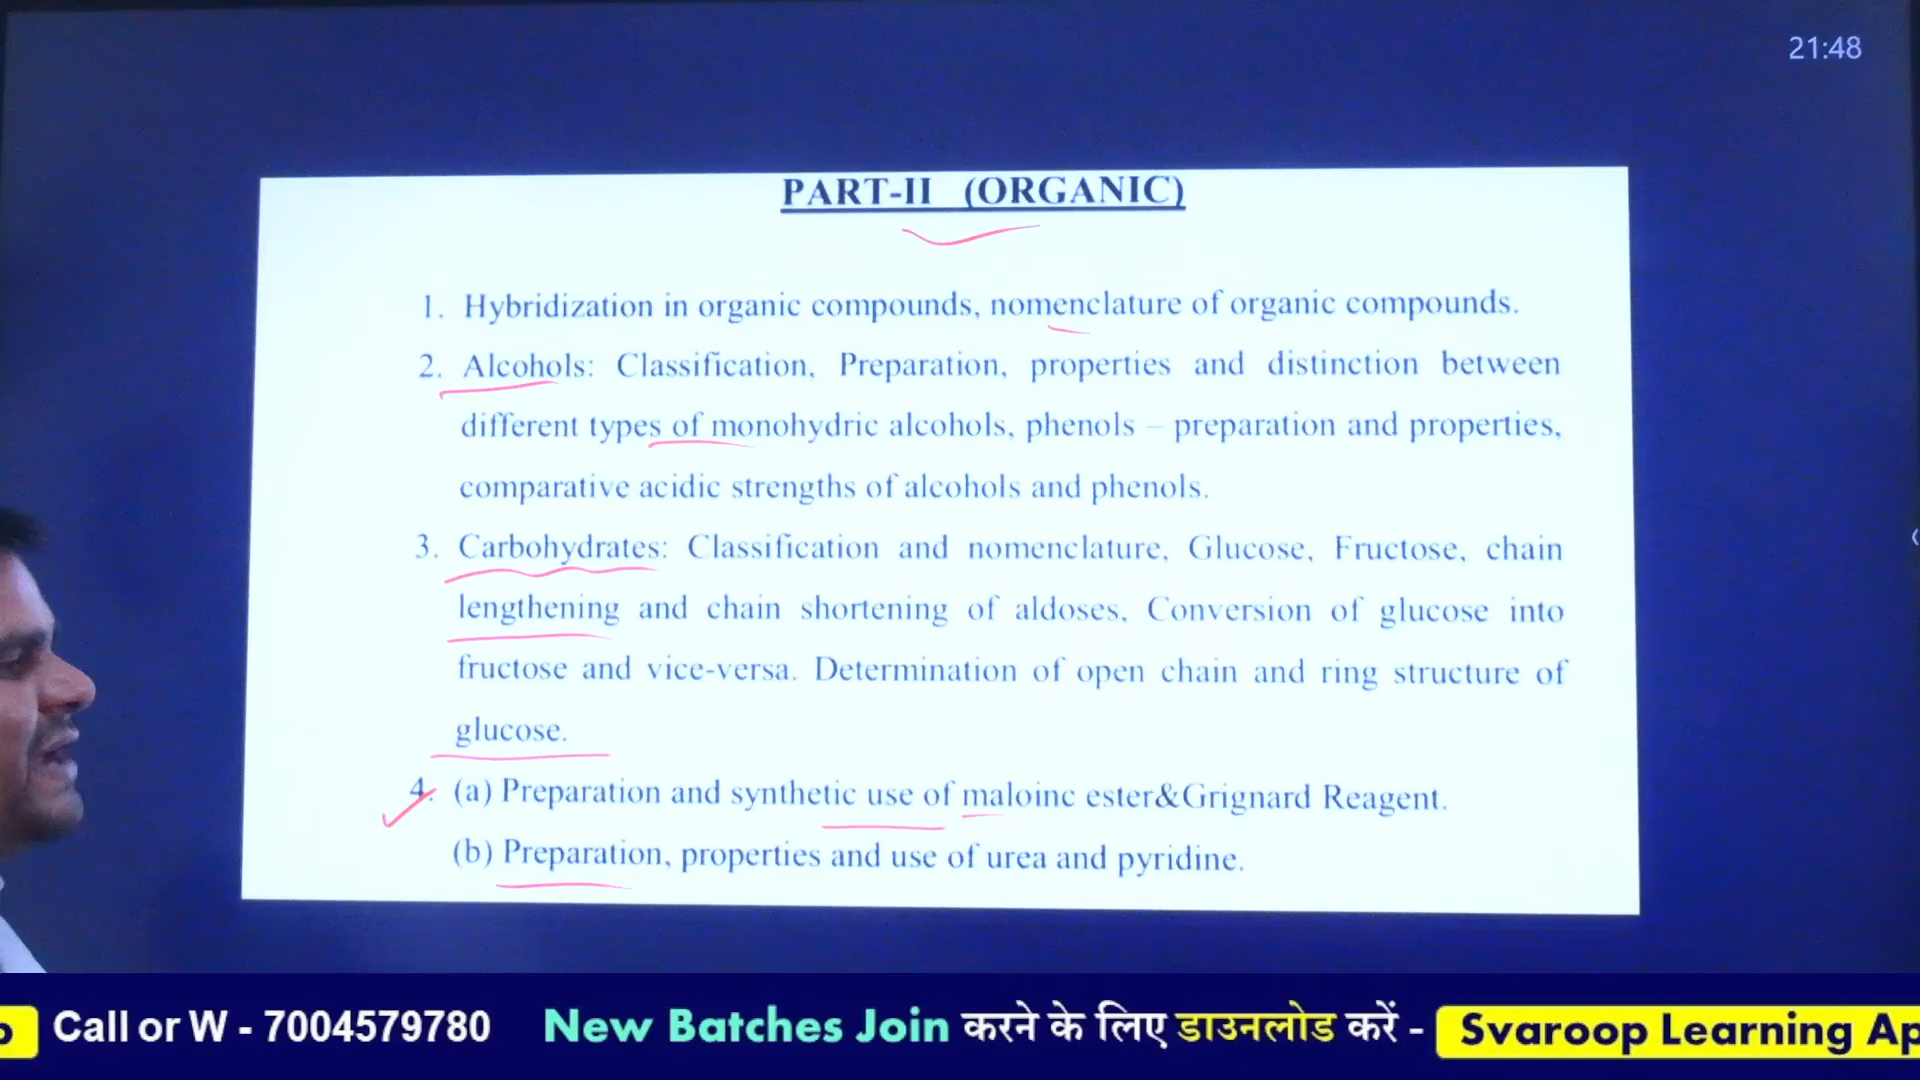 21:48
PART-II (ORGANIC)
1. Hybridization in organic compounds, nomenclature of organic compounds.
2. Alcohols: Classification, Preparation, properties and distinction between
different types of monohydric alcohols, phenols – preparation and properties,
comparative acidic strengths of alcohols and phenols.
3. Carbohydrates: Classification and nomenclature, Glucose, Fructose, chain
lengthening and chain shortening of aldoses, Conversion of glucose into
fructose and vice-versa. Determination of open chain and ring structure of
glucose.
4. (a) Preparation and synthetic use of maloinc ester&Grignard Reagent.
(b) Preparation, properties and use of urea and pyridine.
Call or W - 7004579780 New Batches Join करने के लिए डाउनलोड करें - Svaroop Learning Ap